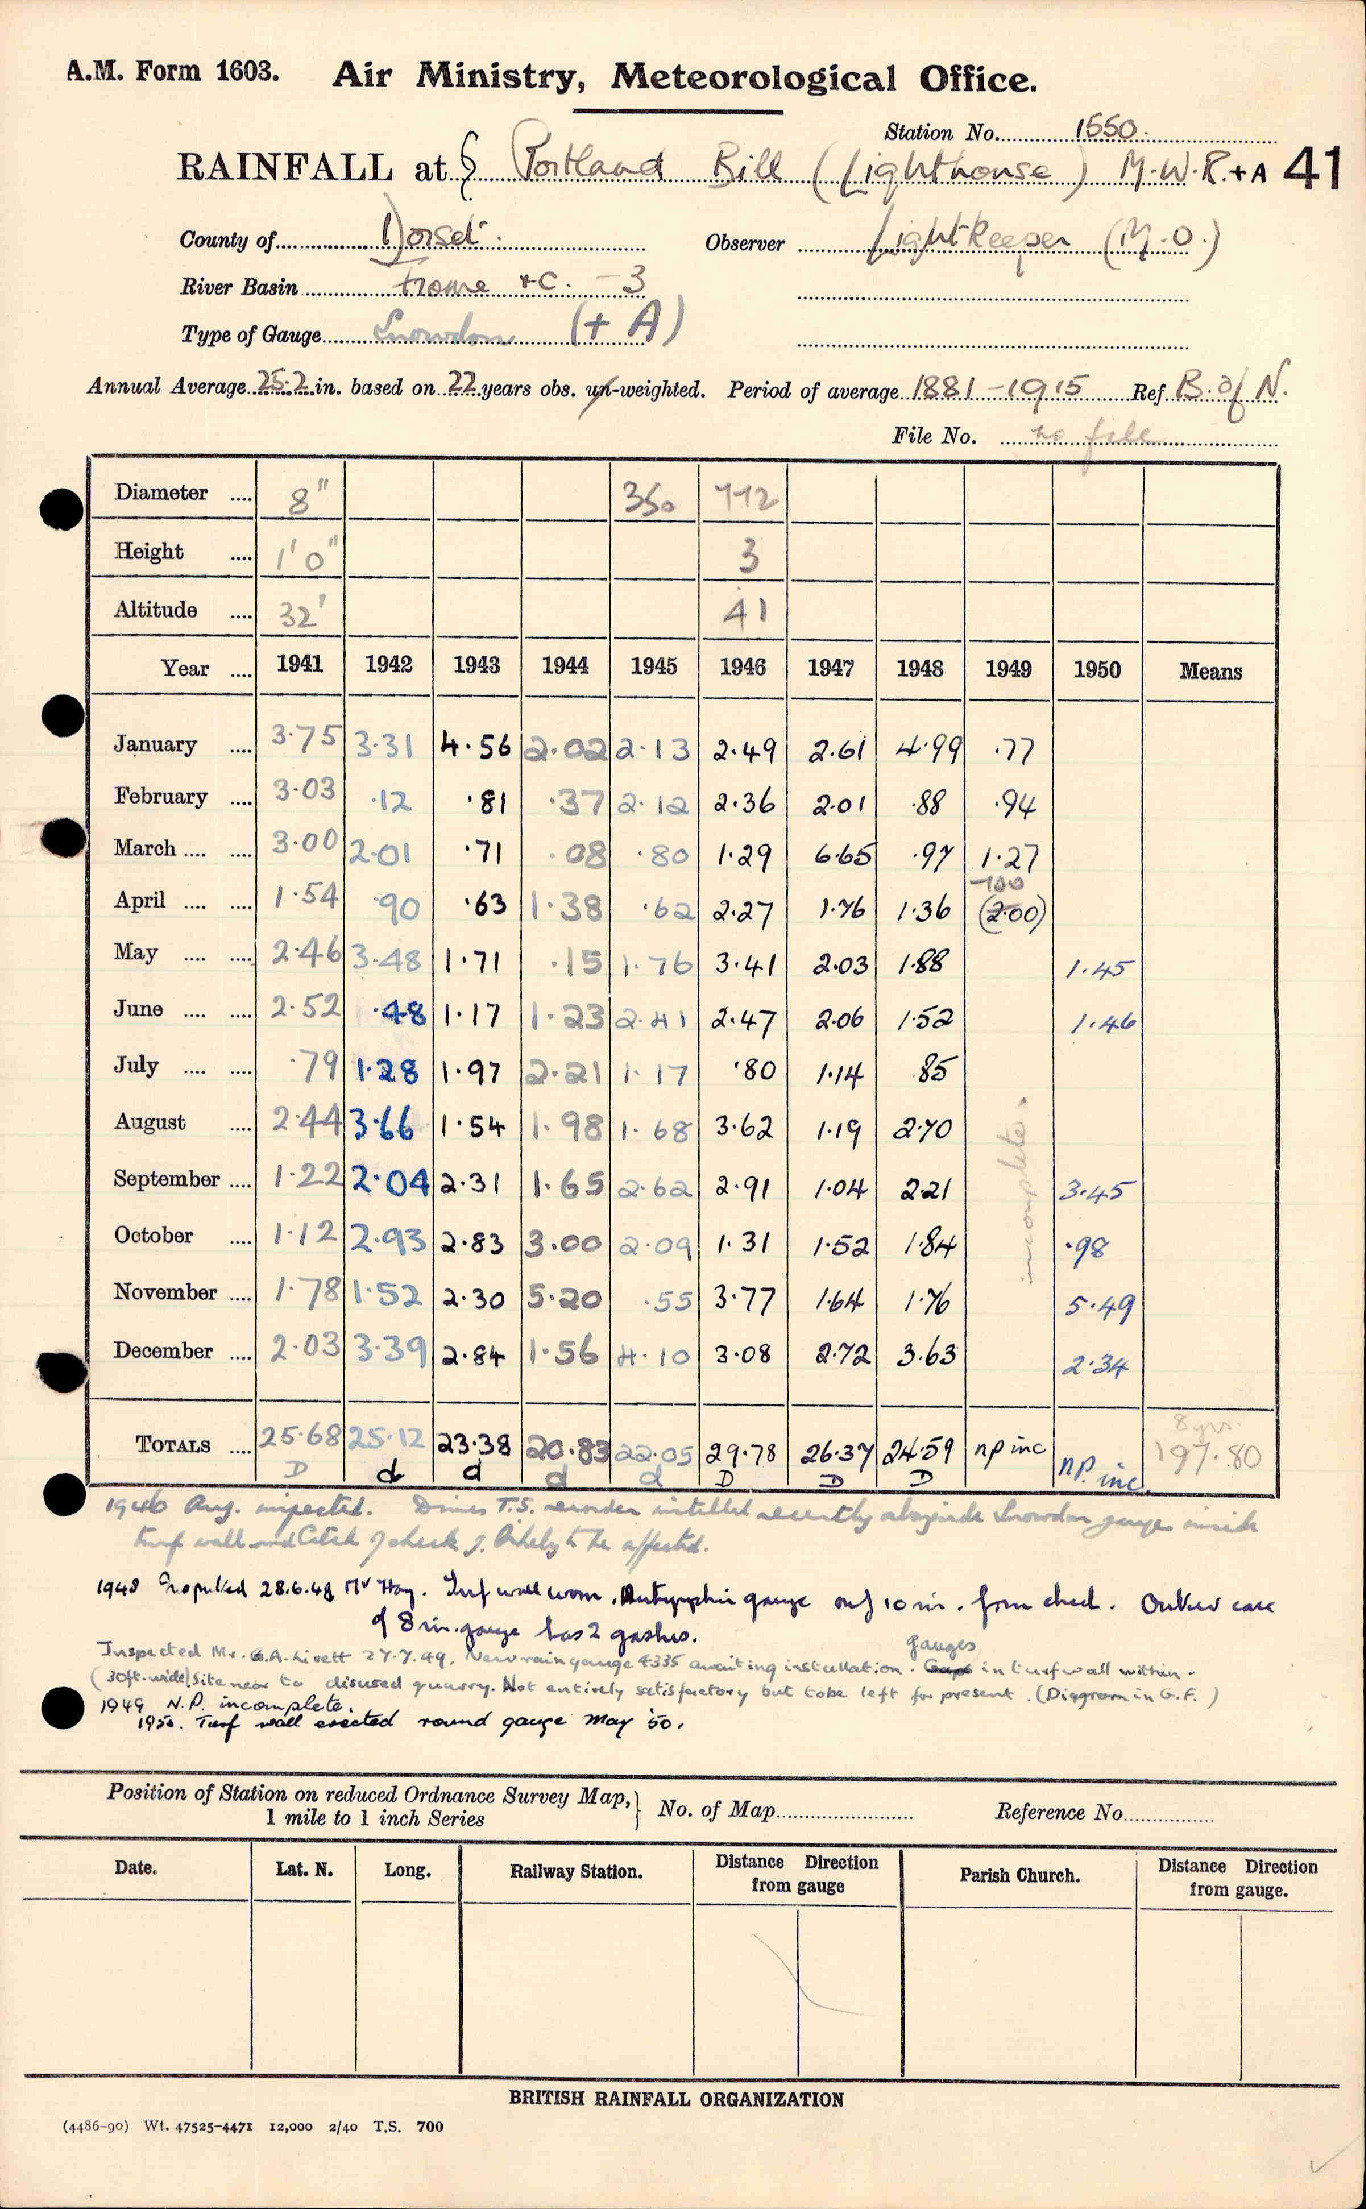 A.M. Form 1603. Air Ministry, Meteorological Office.
Station No. 1550.
RAINFALL at § Portland Bill (Lighthouse) M.W.R. + A 41
County of Dorset. Observer Lightkeeper (M.O.)
River Basin Frome &c. - 3
Type of Gauge Snowdon (+ A)
Annual Average 25.2 in. based on 22 years obs. un-weighted. Period of average 1881-1915 Ref B. of N.
File No. no file
Diameter .... 8" 350 772
Height .... 1'0" 3
Altitude .... 32' 41
Year .... 1941 1942 1943 1944 1945 1946 1947 1948 1949 1950 Means
January .... 3.75 3.31 4.56 2.02 2.13 2.49 2.61 4.99 .77
February .... 3.03 .12 .81 .37 2.12 2.36 2.01 .88 .94
March .... .... 3.00 2.01 .71 .08 .80 1.29 6.65 .97 1.27
April .... .... 1.54 .90 .63 1.38 .62 2.27 1.76 1.36 (2.00)
May .... .... 2.46 3.48 1.71 .15 1.76 3.41 2.03 1.88 1.45
June .... .... 2.52 .48 1.17 1.23 2.41 2.47 2.06 1.52 1.46
July .... .... .79 1.28 1.97 2.21 1.17 .80 1.14 .85
August .... 2.44 3.66 1.54 1.98 1.68 3.62 1.19 2.70 incomplete.
September .... 1.22 2.04 2.31 1.65 2.62 2.91 1.04 2.21 3.45
October .... 1.12 2.93 2.83 3.00 2.09 1.31 1.52 1.84 .98
November .... 1.78 1.52 2.30 5.20 .55 3.77 1.64 1.76 5.49
December .... 2.03 3.39 2.84 1.56 4.10 3.08 2.72 3.63 2.34
8 yrs.
TOTALS .... 25.68 25.12 23.38 20.83 22.05 29.78 26.37 24.59 np inc np. inc. 197.80
D d d d d D D D
1946 Aug. inspected. Dines T.S. recorder installed recently alongside Snowdon gauge inside
turf wall and likely to be affected.
1948 28.6.48 Mr Hay. Turf wall worn. gauge 10 in. from . Outer case
of 8 in. gauge has 2 gashes.
Inspected Mr. G.A. Livett 27.7.49. New rain gauge 4335 awaiting installation. gauges in turf wall within.
(30ft. wide) Site near to disused quarry. Not entirely satisfactory but to be left for present. (Diagram in G.F.)
1949 N.P. incomplete.
1950. Turf wall erected round gauge May '50.
Position of Station on reduced Ordnance Survey Map, } No. of Map Reference No.
1 mile to 1 inch Series
Date. Lat. N. Long. Railway Station. Distance Direction from gauge Parish Church. Distance Direction from gauge.
BRITISH RAINFALL ORGANIZATION
(4486-90) Wt. 47525-4471 12,000 2/40 T.S. 700